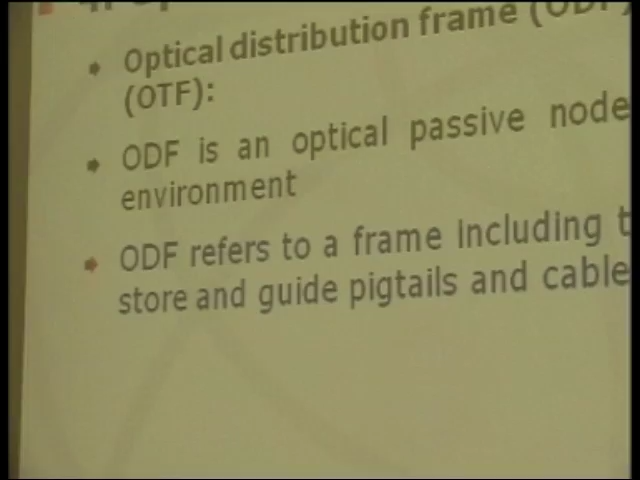 Optical distribution frame (ODF)
(OTF):
ODF is an optical passive node
environment
ODF refers to a frame including t
store and guide pigtails and cable